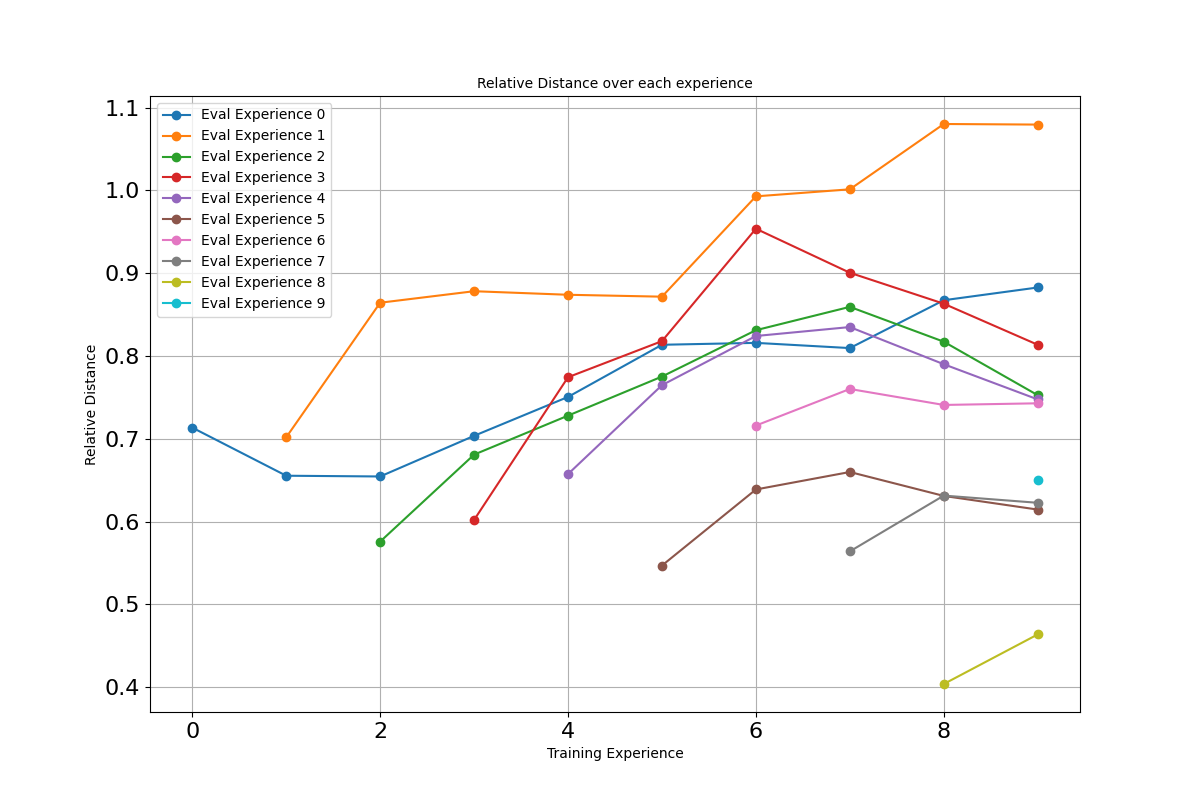 Relative Distance over each experience
1.1
1.0
0.9
0.8
0.7
0.6
0.5
0.4
Relative Distance
Eval Experience 0
Eval Experience 1
Eval Experience 2
Eval Experience 3
Eval Experience 4
Eval Experience 5
Eval Experience 6
Eval Experience 7
Eval Experience 8
Eval Experience 9
0 2 4 6 8
Training Experience